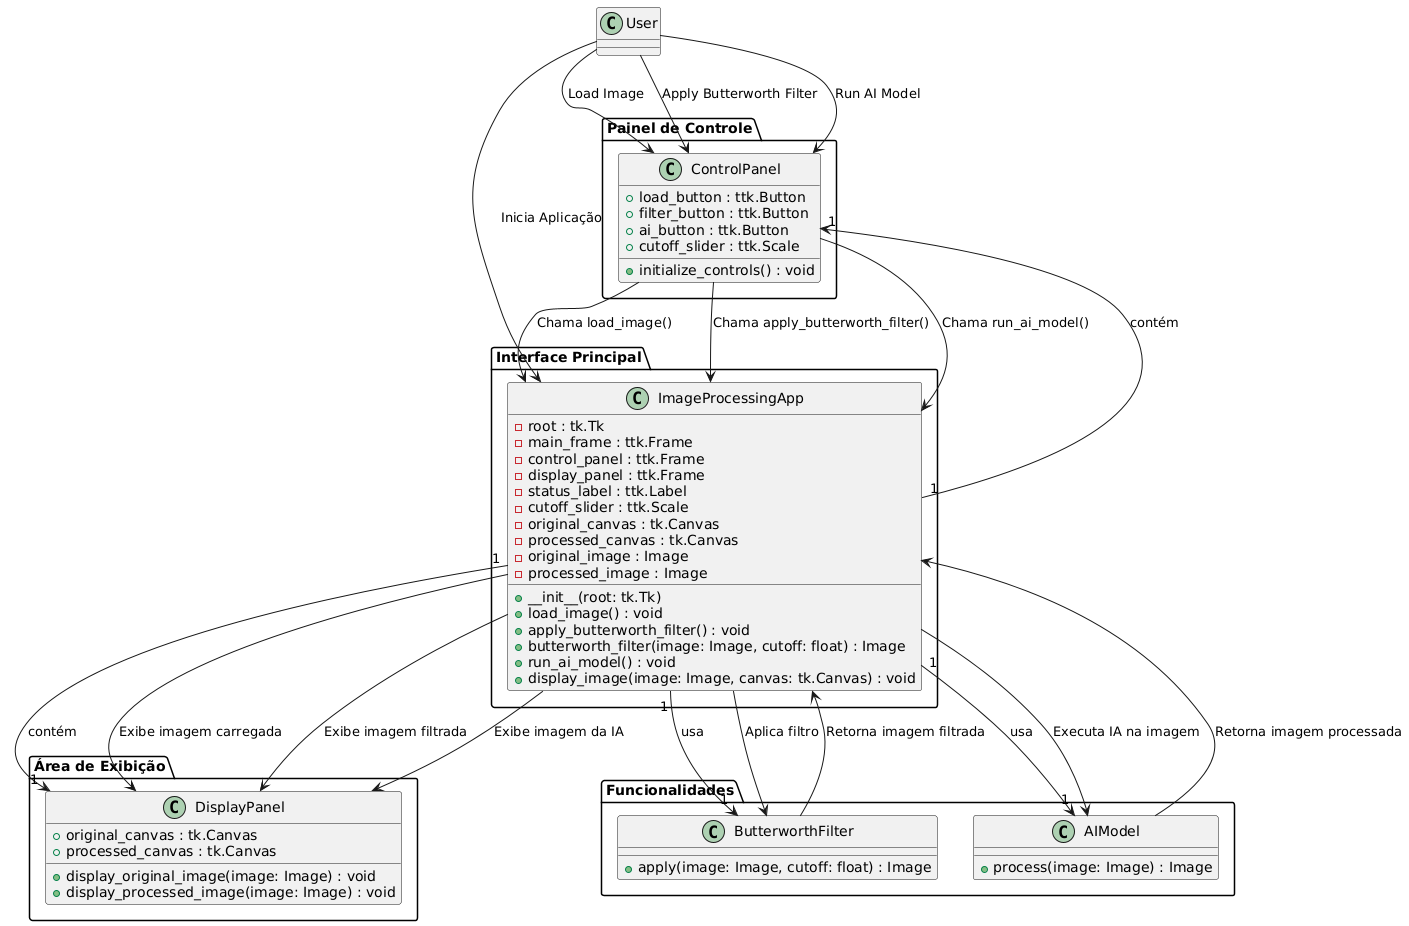 C User
Load Image
Apply Butterworth Filter
Run AI Model
Painel de Controle
C ControlPanel
load_button : ttk.Button
filter_button : ttk.Button
ai_button : ttk.Button
cutoff_slider : ttk.Scale
initialize_controls() : void
1
Inicia Aplicação
Chama load_image()
Chama apply_butterworth_filter()
Chama run_ai_model()
contém
Interface Principal
C ImageProcessingApp
root : tk.Tk
main_frame : ttk.Frame
control_panel : ttk.Frame
display_panel : ttk.Frame
status_label : ttk.Label
cutoff_slider : ttk.Scale
original_canvas : tk.Canvas
processed_canvas : tk.Canvas
original_image : Image
processed_image : Image
__init__(root: tk.Tk)
load_image() : void
apply_butterworth_filter() : void
butterworth_filter(image: Image, cutoff: float) : Image
run_ai_model() : void
display_image(image: Image, canvas: tk.Canvas) : void
1
1
1
1
contém
Exibe imagem carregada
Exibe imagem filtrada
Exibe imagem da IA
usa
Aplica filtro
Retorna imagem filtrada
usa
Executa IA na imagem
Retorna imagem processada
Área de Exibição
1
C DisplayPanel
original_canvas : tk.Canvas
processed_canvas : tk.Canvas
display_original_image(image: Image) : void
display_processed_image(image: Image) : void
Funcionalidades
1
1
C ButterworthFilter
apply(image: Image, cutoff: float) : Image
C AIModel
process(image: Image) : Image